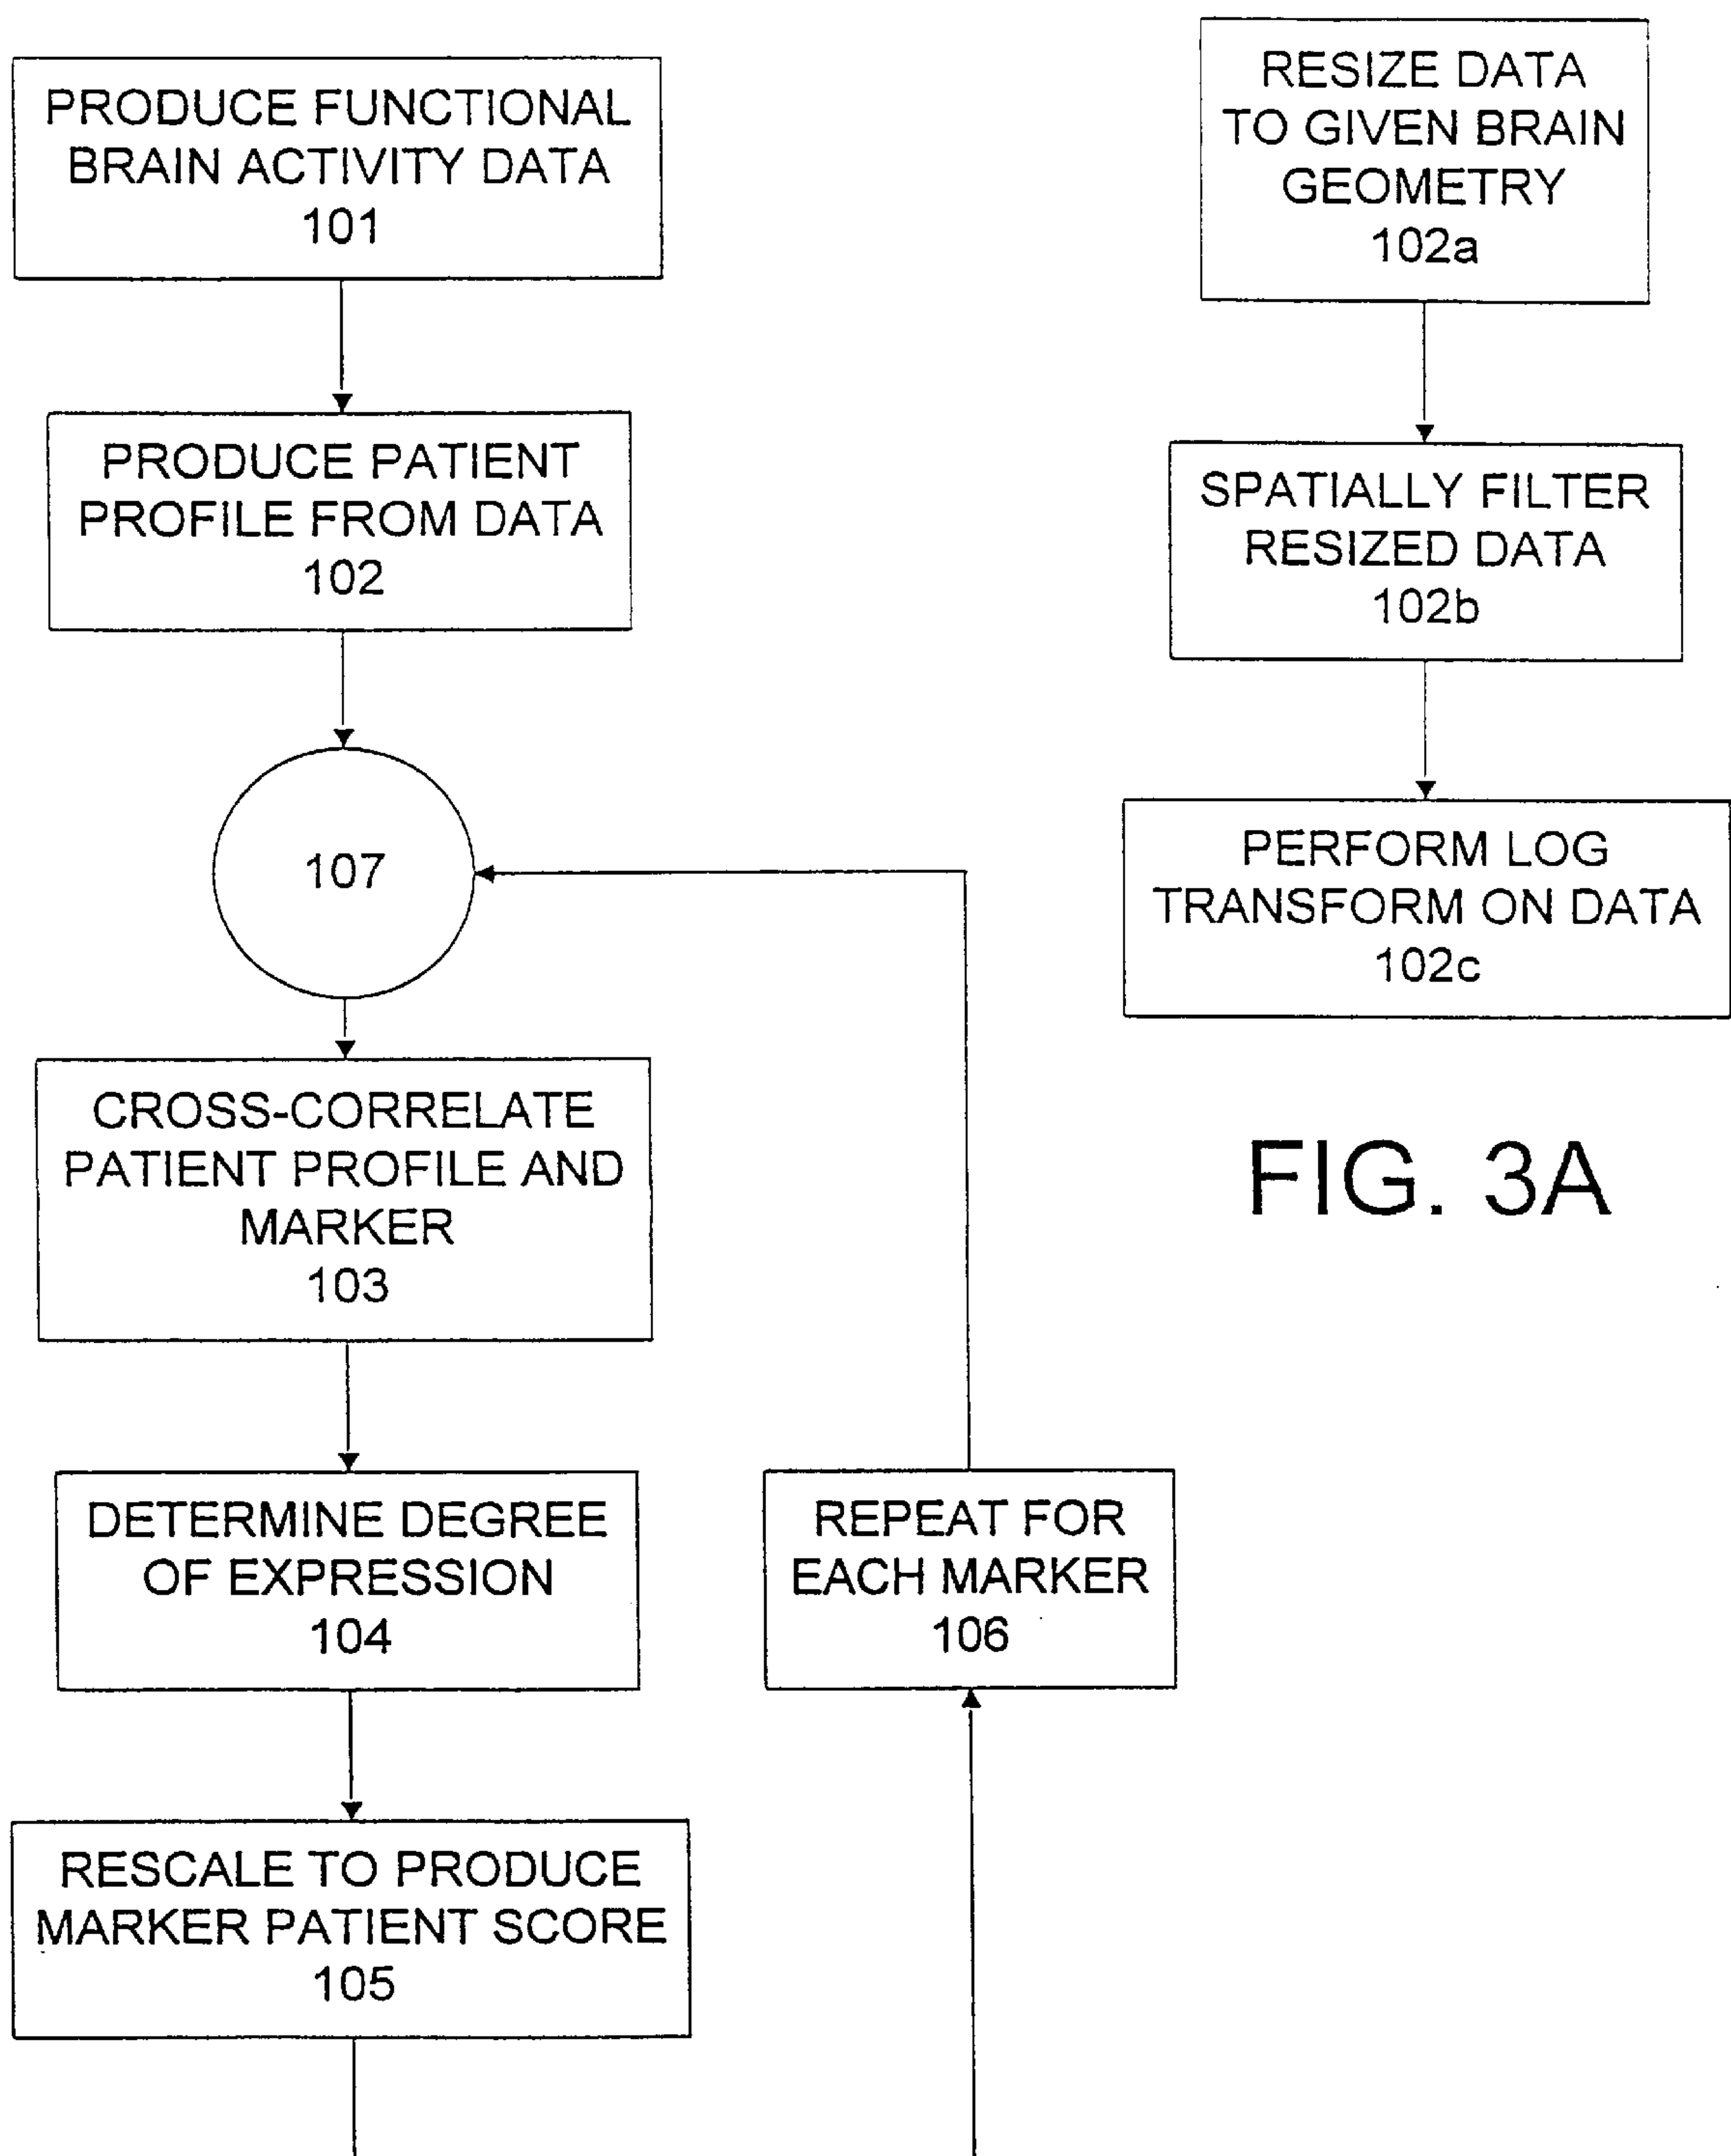 PRODUCE FUNCTIONAL
BRAIN ACTIVITY DATA
101
PRODUCE PATIENT
PROFILE FROM DATA
102
107
CROSS-CORRELATE
PATIENT PROFILE AND
MARKER
103
DETERMINE DEGREE
OF EXPRESSION
104
RESCALE TO PRODUCE
MARKER PATIENT SCORE
105
REPEAT FOR
EACH MARKER
106
RESIZE DATA
TO GIVEN BRAIN
GEOMETRY
102a
SPATIALLY FILTER
RESIZED DATA
102b
PERFORM LOG
TRANSFORM ON DATA
102c
FIG. 3A